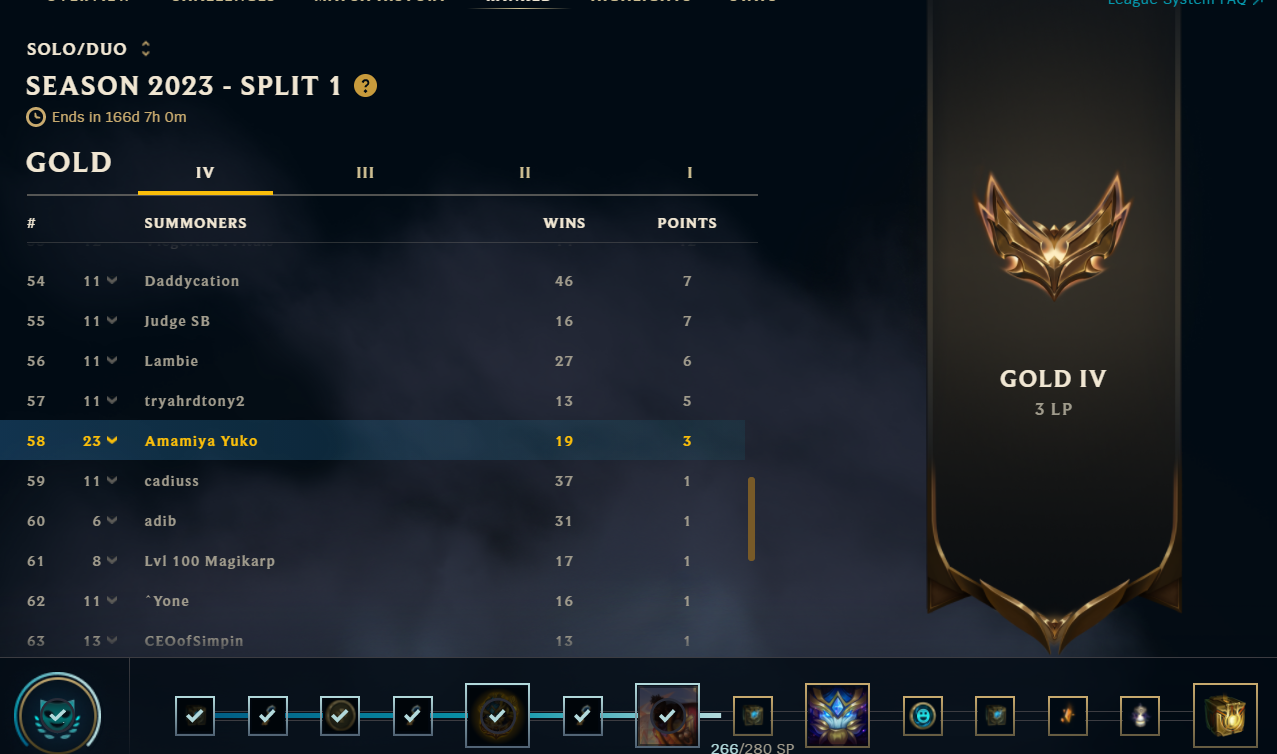 League System FAQ ↗
SOLO/DUO
SEASON 2023 - SPLIT 1 ?
Ends in 166d 7h 0m
GOLD IV III II I
# SUMMONERS WINS POINTS
54 11 Daddycation 46 7
55 11 Judge SB 16 7
56 11 Lambie 27 6
57 11 tryahrdtony2 13 5
58 23 Amamiya Yuko 19 3
59 11 cadiuss 37 1
60 6 adib 31 1
61 8 Lvl 100 Magikarp 17 1
62 11 ^Yone 16 1
63 13 CEOofSimpin 13 1
GOLD IV
3 LP
266/280 SP